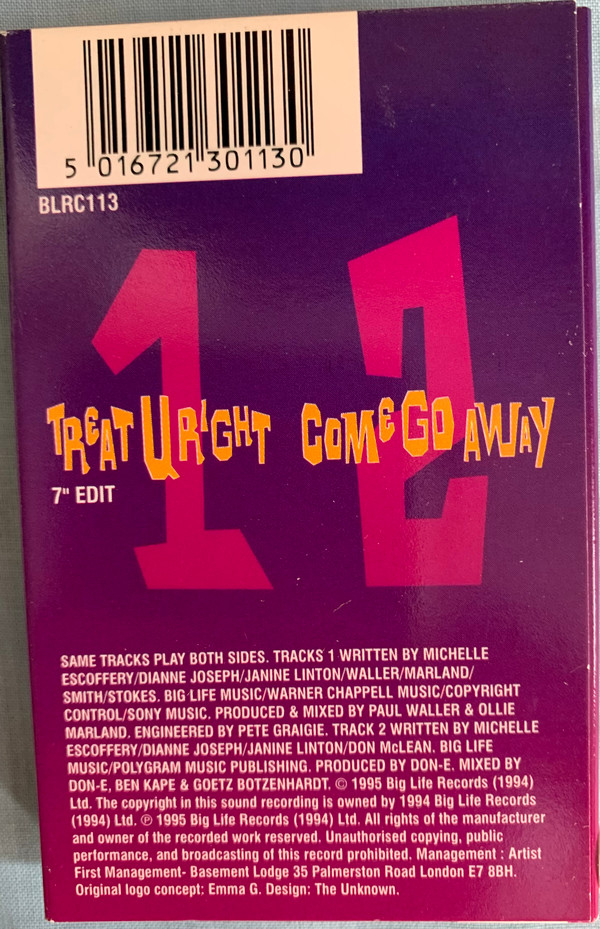 5 016721 301130
BLRC113
1 2
TREAT U RIGHT COME GO AWAY
7" EDIT
SAME TRACKS PLAY BOTH SIDES. TRACKS 1 WRITTEN BY MICHELLE
ESCOFFERY/DIANNE JOSEPH/JANINE LINTON/WALLER/MARLAND/
SMITH/STOKES. BIG LIFE MUSIC/WARNER CHAPPELL MUSIC/COPYRIGHT
CONTROL/SONY MUSIC. PRODUCED & MIXED BY PAUL WALLER & OLLIE
MARLAND. ENGINEERED BY PETE GRAIGIE. TRACK 2 WRITTEN BY MICHELLE
ESCOFFERY/DIANNE JOSEPH/JANINE LINTON/DON McLEAN. BIG LIFE
MUSIC/POLYGRAM MUSIC PUBLISHING. PRODUCED BY DON-E. MIXED BY
DON-E, BEN KAPE & GOETZ BOTZENHARDT. © 1995 Big Life Records (1994)
Ltd. The copyright in this sound recording is owned by 1994 Big Life Records
(1994) Ltd. ℗ 1995 Big Life Records (1994) Ltd. All rights of the manufacturer
and owner of the recorded work reserved. Unauthorised copying, public
performance, and broadcasting of this record prohibited. Management : Artist
First Management- Basement Lodge 35 Palmerston Road London E7 8BH.
Original logo concept: Emma G. Design: The Unknown.